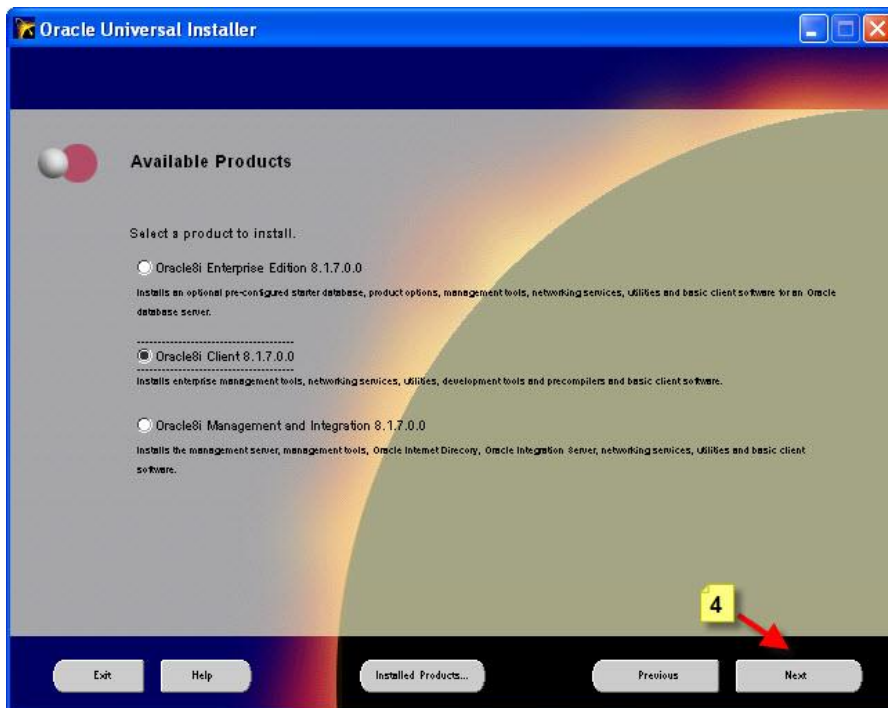 Oracle Universal Installer
Available Products
Select a product to install.
Oracle8i Enterprise Edition 8.1.7.0.0
Installs an optional pre-configured starter database, product options, management tools, networking services, utilities and basic client software for an Oracle
database server.
Oracle8i Client 8.1.7.0.0
Installs enterprise management tools, networking services, utilities, development tools and precompilers and basic client software.
Oracle8i Management and Integration 8.1.7.0.0
Installs the management server, management tools, Oracle Internet Direcory, Oracle Integration Server, networking services, utilities and basic client
software.
4
Exit Help Installed Products... Previous Next